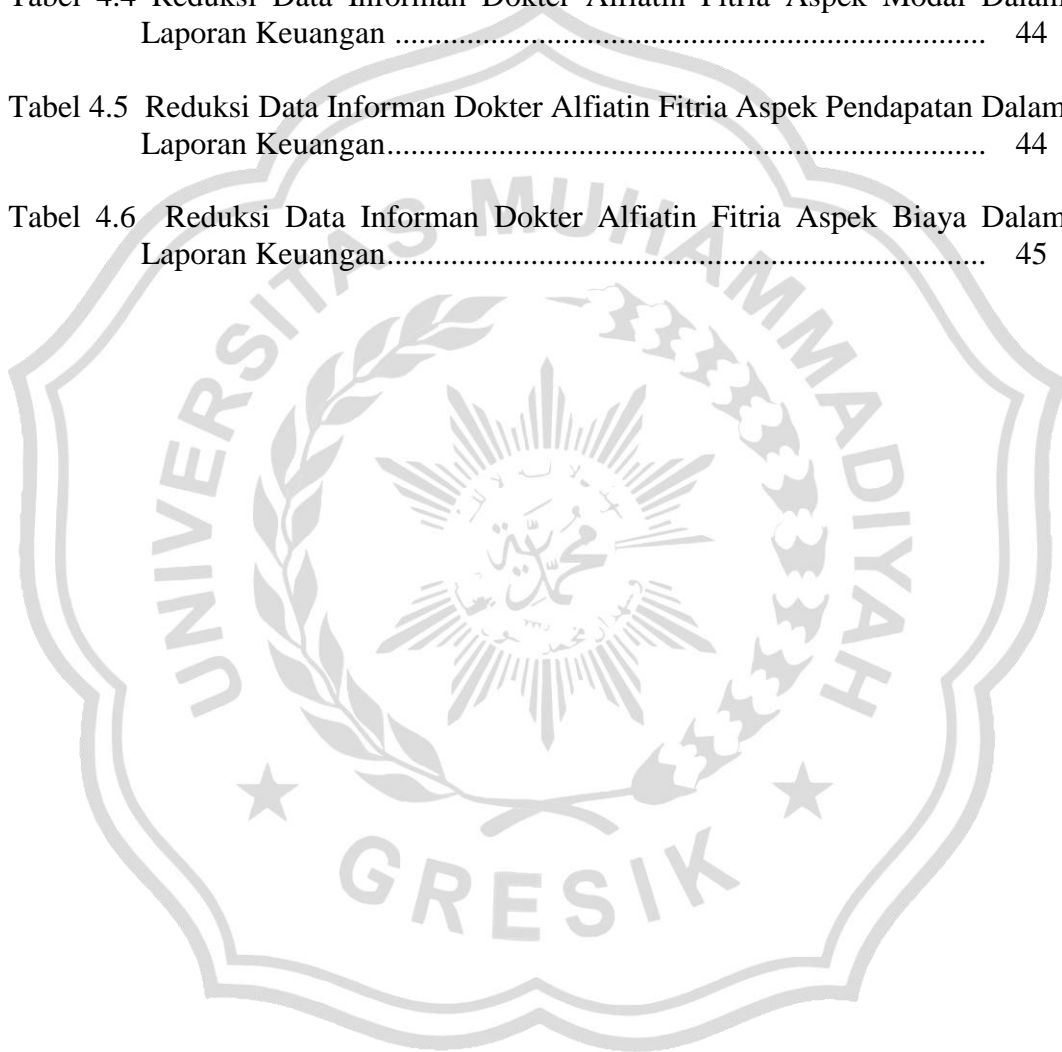 Tabel 4.4 Reduksi Data Informan Dokter Alfiatin Fitria Aspek Modal Dalam
Laporan Keuangan .......................................................................... 44
Tabel 4.5 Reduksi Data Informan Dokter Alfiatin Fitria Aspek Pendapatan Dalam
Laporan Keuangan........................................................................... 44
Tabel 4.6 Reduksi Data Informan Dokter Alfiatin Fitria Aspek Biaya Dalam
Laporan Keuangan........................................................................... 45
UNIVERSITAS MUHAMMADIYAH
محمد
GRESIK